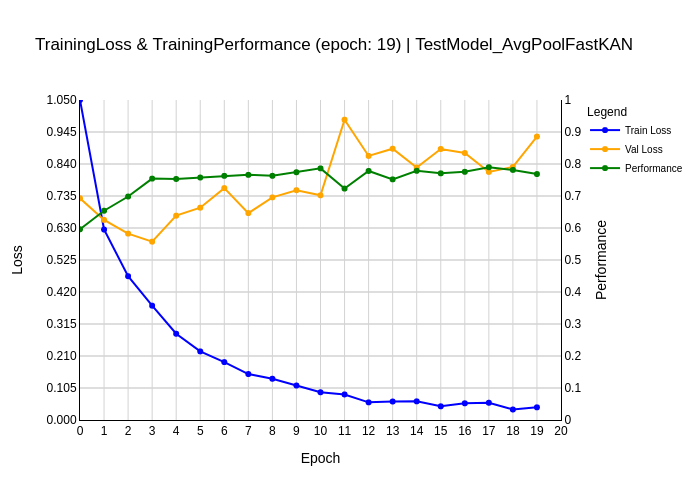 TrainingLoss & TrainingPerformance (epoch: 19) | TestModel_AvgPoolFastKAN
1.050
0.945
0.840
0.735
0.630
0.525
0.420
0.315
0.210
0.105
0.000
Loss
0 1 2 3 4 5 6 7 8 9 10 11 12 13 14 15 16 17 18 19 20
Epoch
1
0.9
0.8
0.7
0.6
0.5
0.4
0.3
0.2
0.1
0
Performance
Legend
Train Loss
Val Loss
Performance